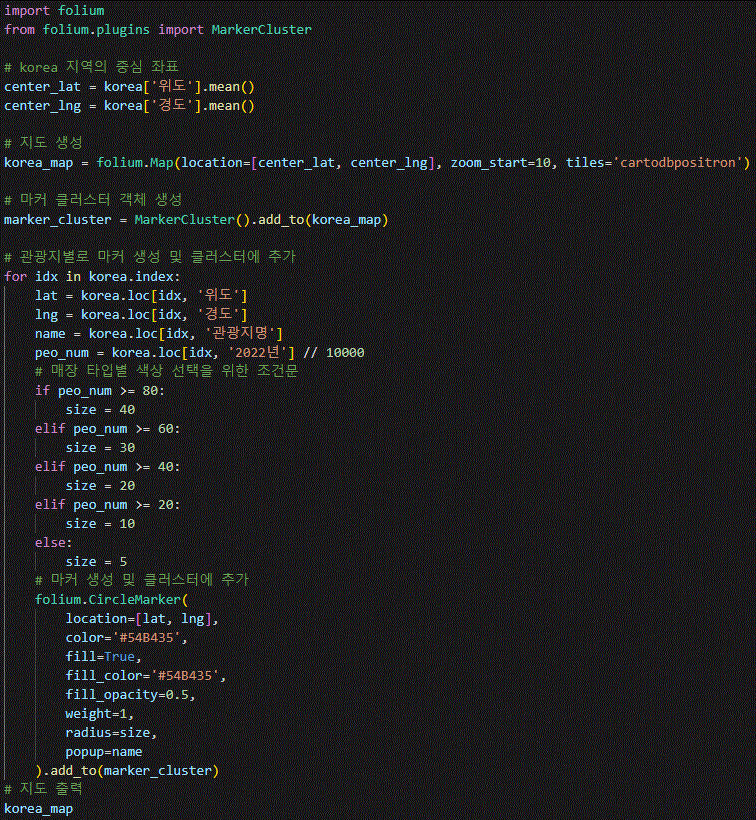 import folium
from folium.plugins import MarkerCluster
# korea 지역의 중심 좌표
center_lat = korea['위도'].mean()
center_lng = korea['경도'].mean()
# 지도 생성
korea_map = folium.Map(location=[center_lat, center_lng], zoom_start=10, tiles='cartodbpositron')
# 마커 클러스터 객체 생성
marker_cluster = MarkerCluster().add_to(korea_map)
# 관광지별로 마커 생성 및 클러스터에 추가
for idx in korea.index:
    lat = korea.loc[idx, '위도']
    lng = korea.loc[idx, '경도']
    name = korea.loc[idx, '관광지명']
    peo_num = korea.loc[idx, '2022년'] // 10000
    # 매장 타입별 색상 선택을 위한 조건문
    if peo_num >= 80:
        size = 40
    elif peo_num >= 60:
        size = 30
    elif peo_num >= 40:
        size = 20
    elif peo_num >= 20:
        size = 10
    else:
        size = 5
    # 마커 생성 및 클러스터에 추가
    folium.CircleMarker(
        location=[lat, lng],
        color='#54B435',
        fill=True,
        fill_color='#54B435',
        fill_opacity=0.5,
        weight=1,
        radius=size,
        popup=name
    ).add_to(marker_cluster)
# 지도 출력
korea_map